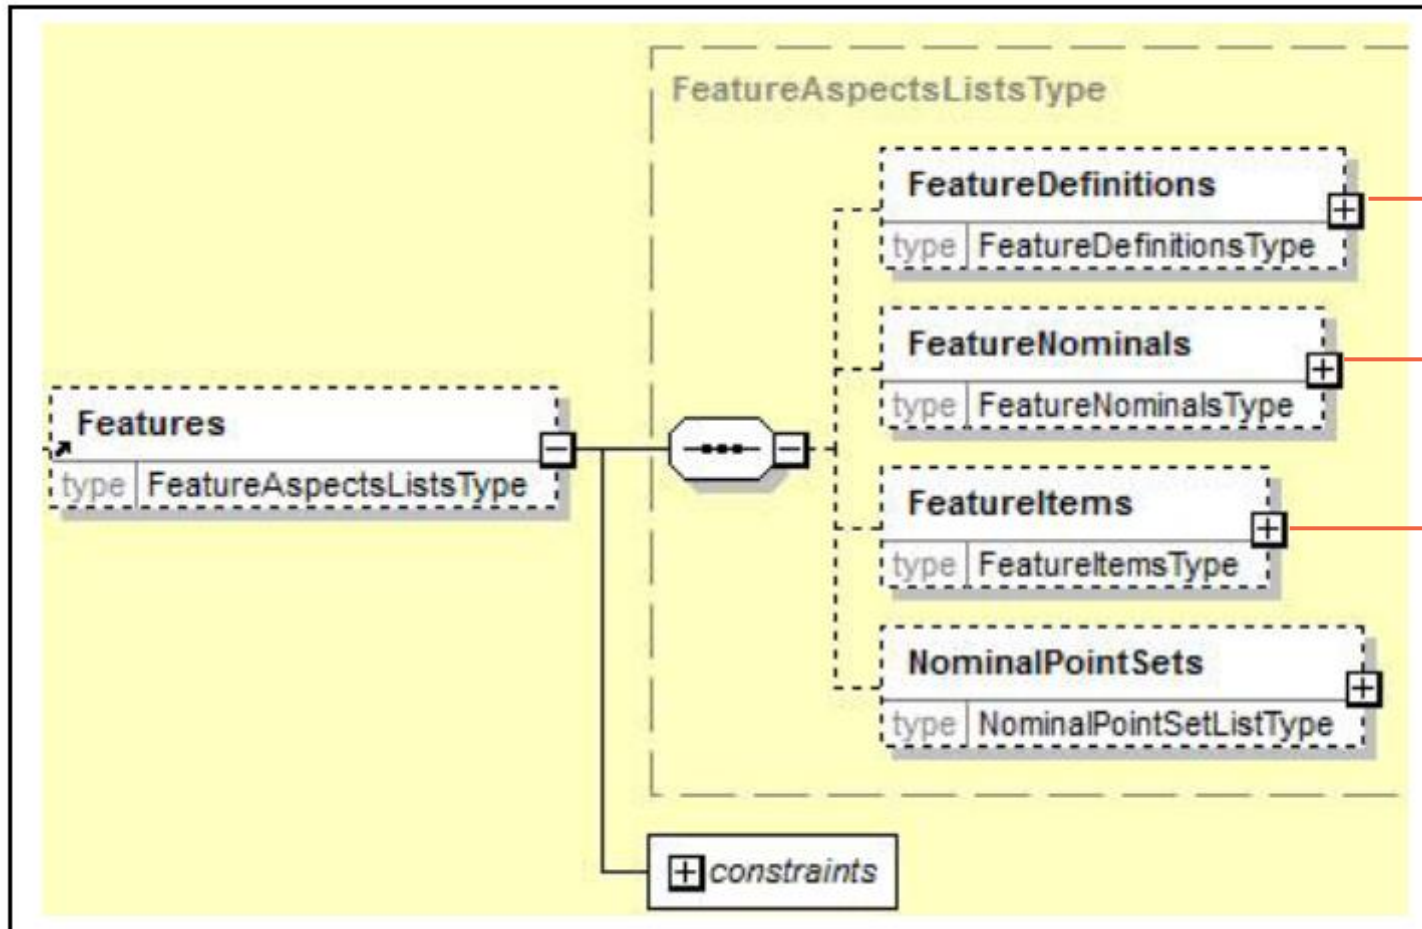 FeatureAspectsListsType
FeatureDefinitions
type FeatureDefinitionsType
FeatureNominals
type FeatureNominalsType
Features
type FeatureAspectsListsType
FeatureItems
type FeatureItemsType
NominalPointSets
type NominalPointSetListType
constraints